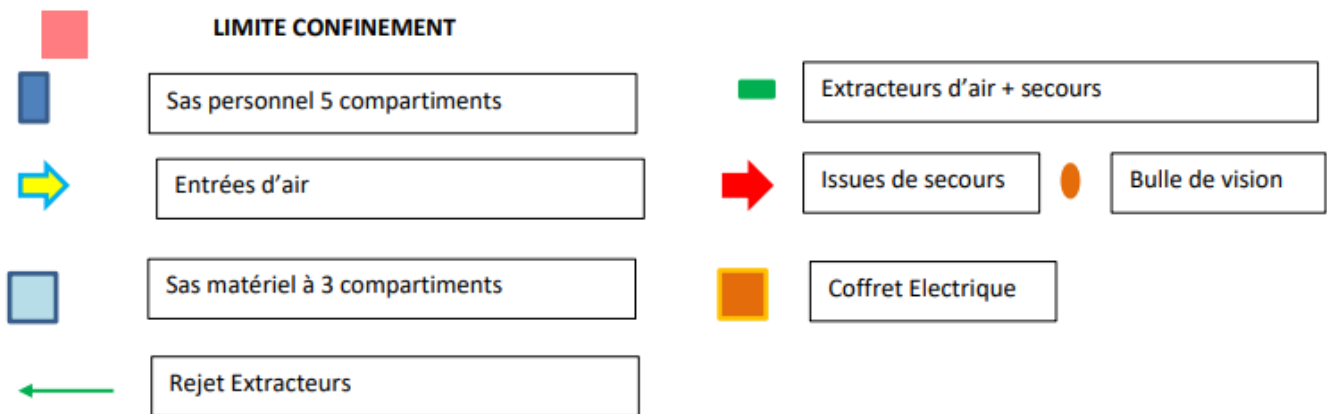 LIMITE CONFINEMENT
Sas personnel 5 compartiments
Extracteurs d'air + secours
Entrées d'air
Issues de secours
Bulle de vision
Sas matériel à 3 compartiments
Coffret Electrique
Rejet Extracteurs